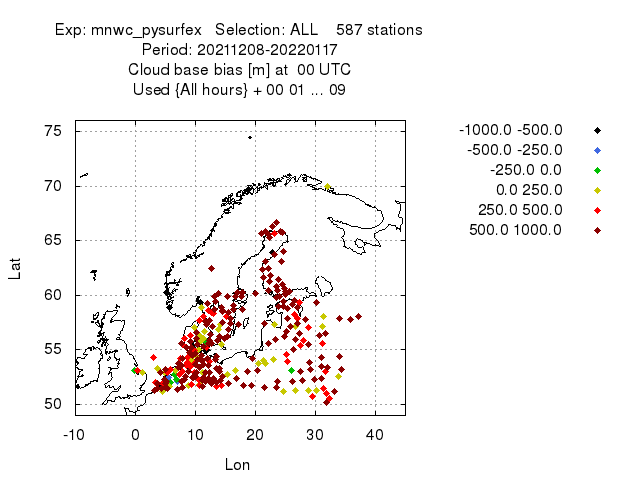 Exp: mnwc_pysurfex   Selection: ALL    587 stations
Period: 20211208-20220117
Cloud base bias [m] at  00 UTC
Used {All hours} + 00 01 ... 09
-1000.0 -500.0
-500.0 -250.0
-250.0 0.0
0.0 250.0
250.0 500.0
500.0 1000.0
75
70
65
60
55
50
Lat
-10 0 10 20 30 40
Lon